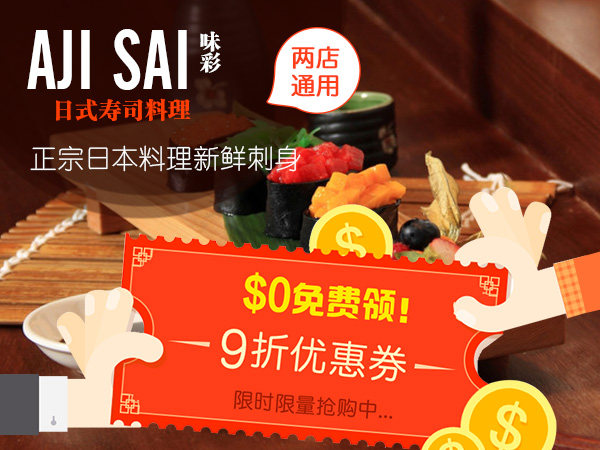 AJI SAI 味彩
日式寿司料理
两店
通用
正宗日本料理新鲜刺身
$0免费领!
9折优惠券
限时限量抢购中...